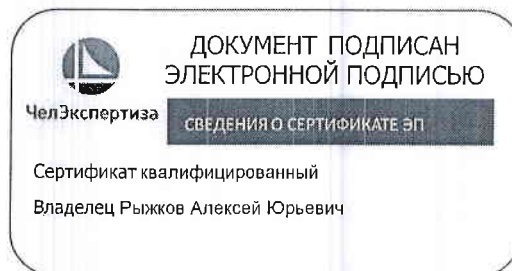 ДОКУМЕНТ ПОДПИСАН
ЭЛЕКТРОННОЙ ПОДПИСЬЮ
ЧелЭкспертиза
СВЕДЕНИЯ О СЕРТИФИКАТЕ ЭП
Сертификат квалифицированный
Владелец Рыжков Алексей Юрьевич